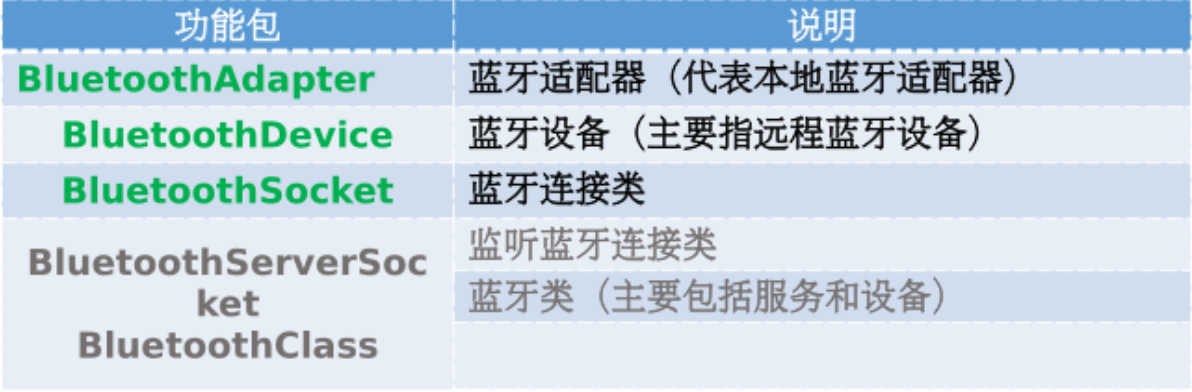 功能包 说明
BluetoothAdapter 蓝牙适配器（代表本地蓝牙适配器）
BluetoothDevice 蓝牙设备（主要指远程蓝牙设备）
BluetoothSocket 蓝牙连接类
BluetoothServerSoc
ket
BluetoothClass
监听蓝牙连接类
蓝牙类（主要包括服务和设备）